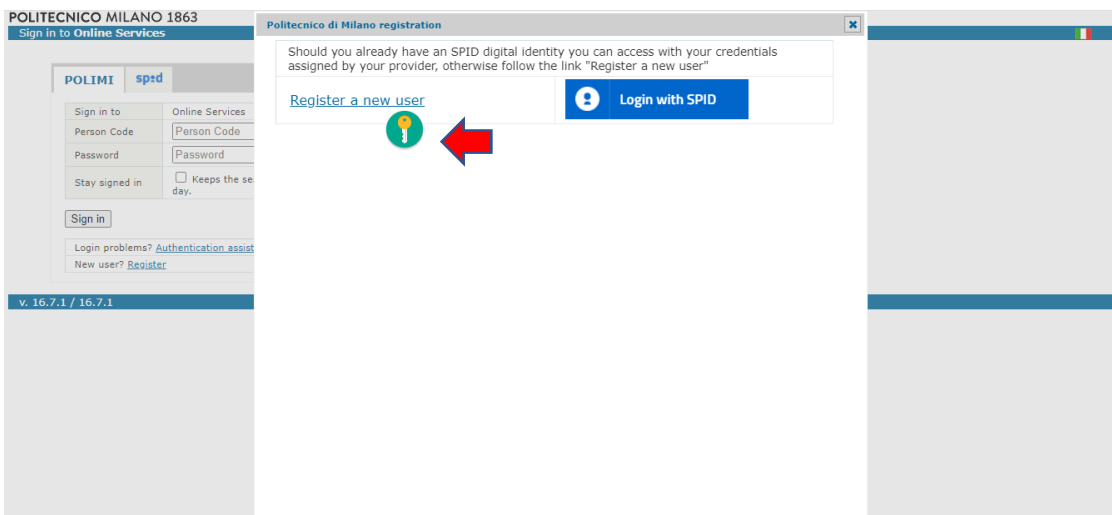 POLITECNICO MILANO 1863
Sign in to Online Services
Politecnico di Milano registration
Should you already have an SPID digital identity you can access with your credentials
assigned by your provider, otherwise follow the link "Register a new user"
Register a new user
Login with SPID
POLIMI
sp:d
Sign in to Online Services
Person Code Person Code
Password Password
Stay signed in Keeps the
day.
Sign in
Login problems? Authentication
New user? Register
v. 16.7.1 / 16.7.1